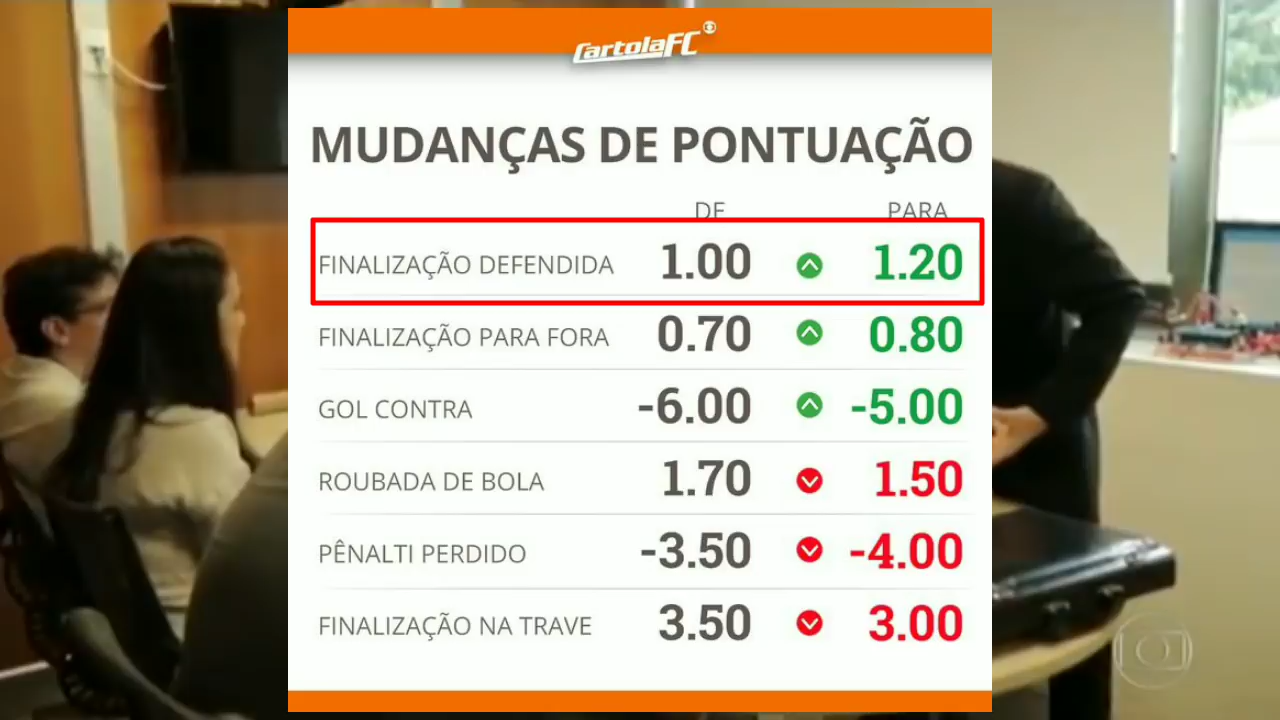 CartolaFC
MUDANÇAS DE PONTUAÇÃO
DE PARA
FINALIZAÇÃO DEFENDIDA 1.00 1.20
FINALIZAÇÃO PARA FORA 0.70 0.80
GOL CONTRA -6.00 -5.00
ROUBADA DE BOLA 1.70 1.50
PÊNALTI PERDIDO -3.50 -4.00
FINALIZAÇÃO NA TRAVE 3.50 3.00